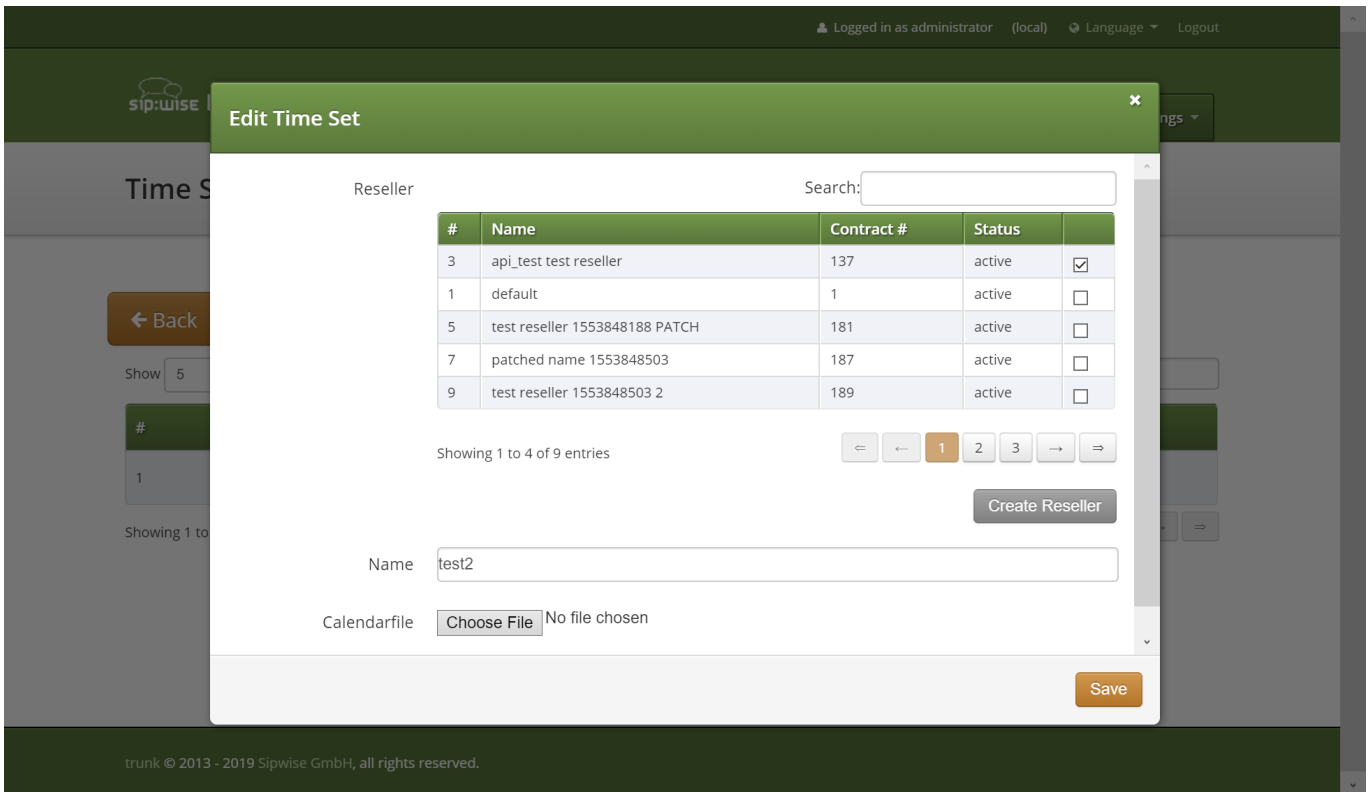 Logged in as administrator (local) Language Logout
sip:wise
ngs
Edit Time Set
Time S
Reseller
Search:
# Name Contract # Status
3 api_test test reseller 137 active
1 default 1 active
5 test reseller 1553848188 PATCH 181 active
7 patched name 1553848503 187 active
9 test reseller 1553848503 2 189 active
Showing 1 to 4 of 9 entries
⇐ ← 1 2 3 → ⇒
Create Reseller
Back
Show 5
#
1
Showing 1 to
⇒
Name test2
Calendarfile Choose File No file chosen
Save
trunk © 2013 - 2019 Sipwise GmbH, all rights reserved.